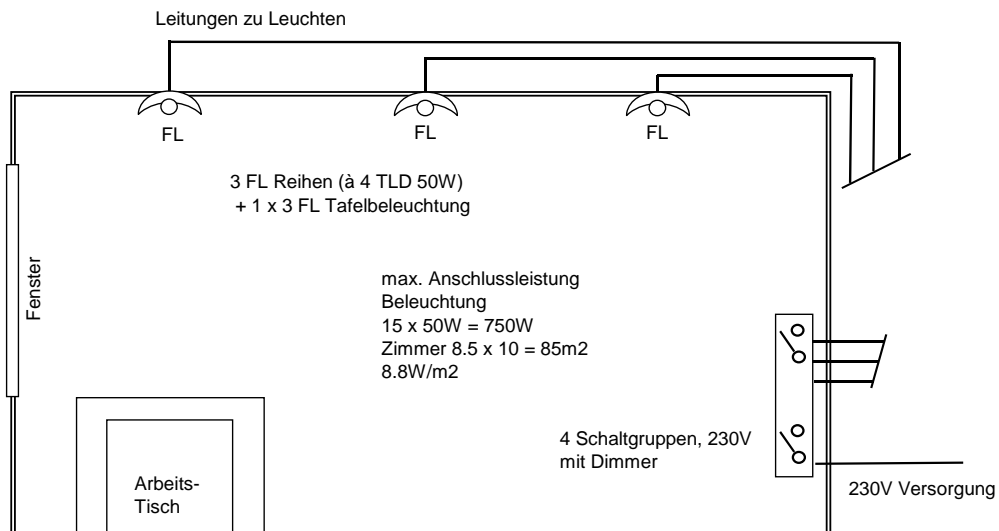 Leitungen zu Leuchten
FL
FL
FL
3 FL Reihen (à 4 TLD 50W)
+ 1 x 3 FL Tafelbeleuchtung
Fenster
max. Anschlussleistung
Beleuchtung
15 x 50W = 750W
Zimmer 8.5 x 10 = 85m2
8.8W/m2
4 Schaltgruppen, 230V
mit Dimmer
230V Versorgung
Arbeits-
Tisch